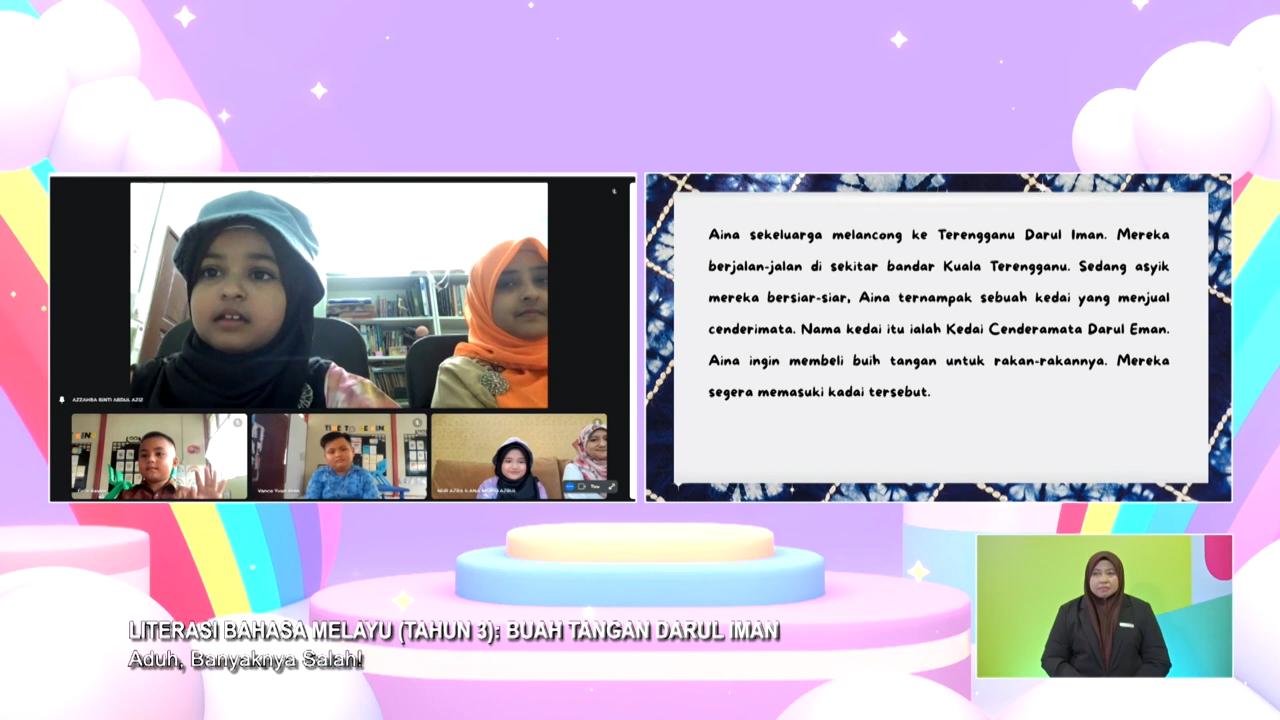 Aina sekeluarga melancong ke Terengganu Darul Iman. Mereka
berjalan-jalan di sekitar bandar Kuala Terengganu. Sedang asyik
mereka bersiar-siar, Aina ternampak sebuah kedai yang menjual
cenderimata. Nama kedai itu ialah Kedai Cenderamata Darul Eman.
Aina ingin membeli buih tangan untuk rakan-rakannya. Mereka
segera memasuki kadai tersebut.
AZZAHRA BINTI ABDUL AZIZ
LITERASI BAHASA MELAYU (TAHUN 3): BUAH TANGAN DARUL IMAN
Aduh, Banyaknya Salah!